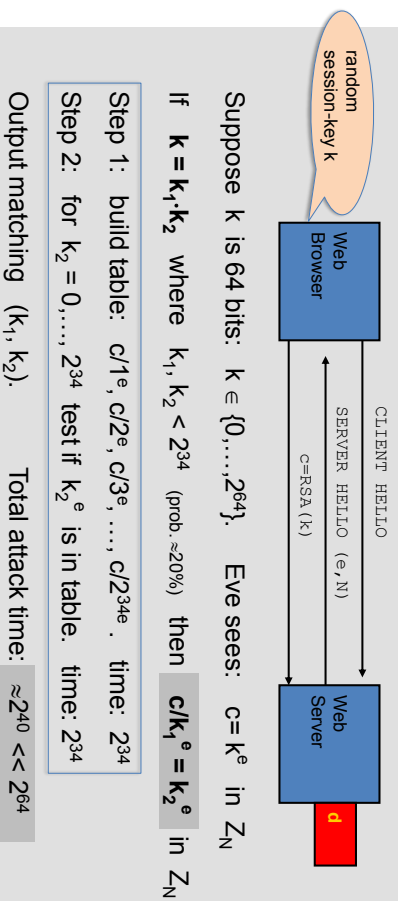 random
session-key k
Web
Browser
CLIENT HELLO
SERVER HELLO (e,N)
c=RSA(k)
Web
Server
d
Suppose k is 64 bits: k ∈ {0,…,2⁶⁴}. Eve sees: c= kᵉ in Z_N
If k = k₁·k₂ where k₁, k₂ < 2³⁴ (prob. ≈20%) then c/k₁ᵉ = k₂ᵉ in Z_N
Step 1: build table: c/1ᵉ, c/2ᵉ, c/3ᵉ, …, c/2³⁴ᵉ . time: 2³⁴
Step 2: for k₂ = 0,…, 2³⁴ test if k₂ᵉ is in table. time: 2³⁴
Output matching (k₁, k₂). Total attack time: ≈2⁴⁰ << 2⁶⁴